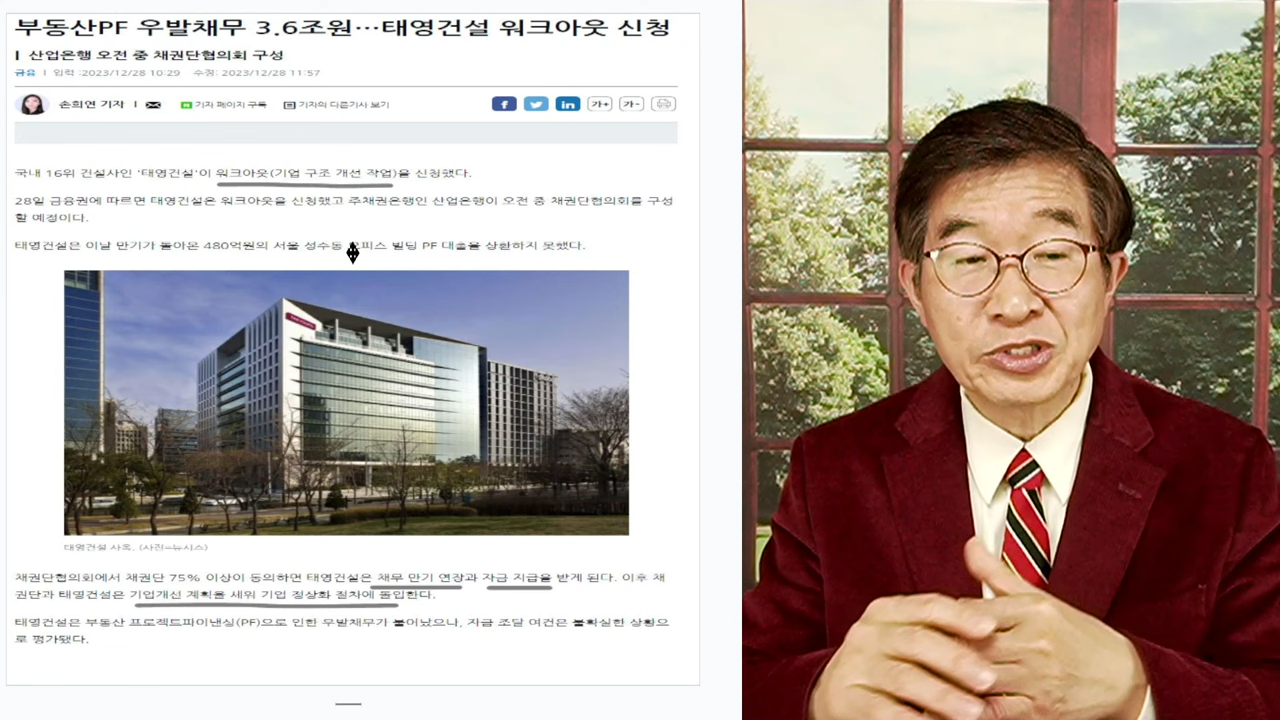 부동산PF 우발채무 3.6조원…태영건설 워크아웃 신청
산업은행 오전 중 채권단협의회 구성
금융 | 입력 :2023/12/28 10:29 수정: 2023/12/28 11:57
손희연 기자 | 기자 페이지 구독 기자의 다른기사 보기 f in 가+ 가-
국내 16위 건설사인 '태영건설'이 워크아웃(기업 구조 개선 작업)을 신청했다.
28일 금융권에 따르면 태영건설은 워크아웃을 신청했고 주채권은행인 산업은행이 오전 중 채권단협의회를 구성
할 예정이다.
태영건설은 이날 만기가 돌아온 480억원의 서울 성수동 오피스 빌딩 PF 대출을 상환하지 못했다.
태영건설 사옥. (사진=뉴시스)
채권단협의회에서 채권단 75% 이상이 동의하면 태영건설은 채무 만기 연장과 자금 지급을 받게 된다. 이후 채
권단과 태영건설은 기업개선 계획을 세워 기업 정상화 절차에 돌입한다.
태영건설은 부동산 프로젝트파이낸싱(PF)으로 인한 우발채무가 불어났으나, 자금 조달 여건은 불확실한 상황으
로 평가됐다.